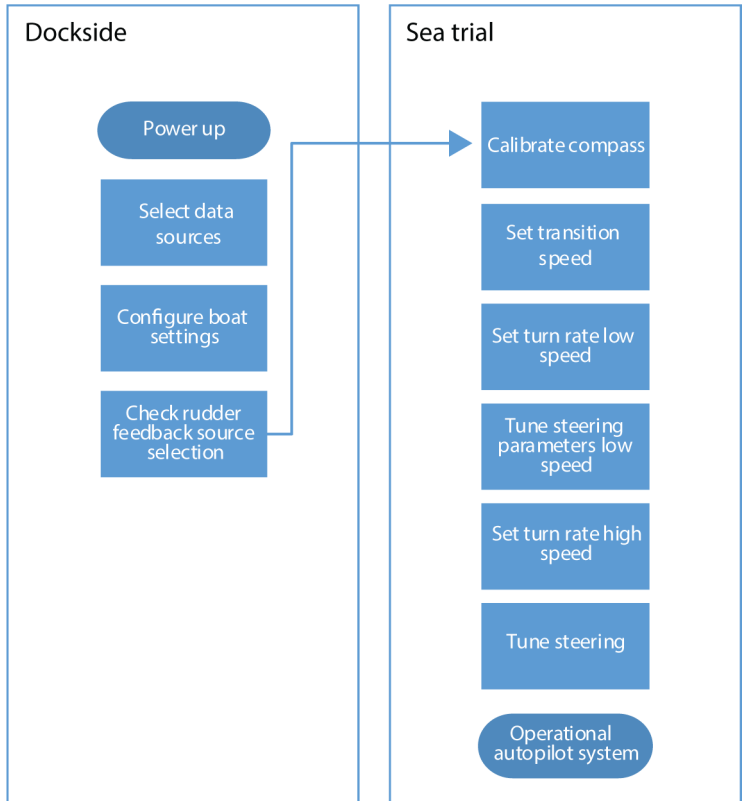 Dockside
Power up
Select data
sources
Configure boat
settings
Check rudder
feedback source
selection
Sea trial
Calibrate compass
Set transition
speed
Set turn rate low
speed
Tune steering
parameters low
speed
Set turn rate high
speed
Tune steering
Operational
autopilot system